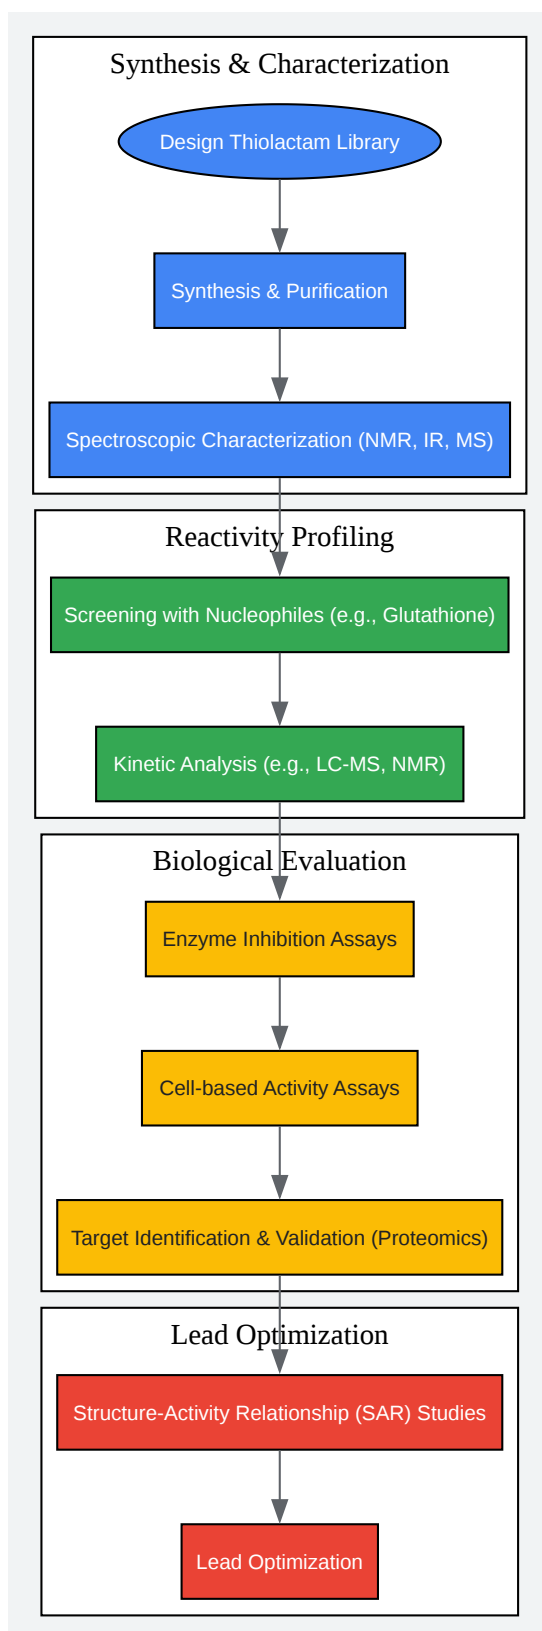 Synthesis & Characterization
Design Thiolactam Library
Synthesis & Purification
Spectroscopic Characterization (NMR, IR, MS)
Reactivity Profiling
Screening with Nucleophiles (e.g., Glutathione)
Kinetic Analysis (e.g., LC-MS, NMR)
Biological Evaluation
Enzyme Inhibition Assays
Cell-based Activity Assays
Target Identification & Validation (Proteomics)
Lead Optimization
Structure-Activity Relationship (SAR) Studies
Lead Optimization